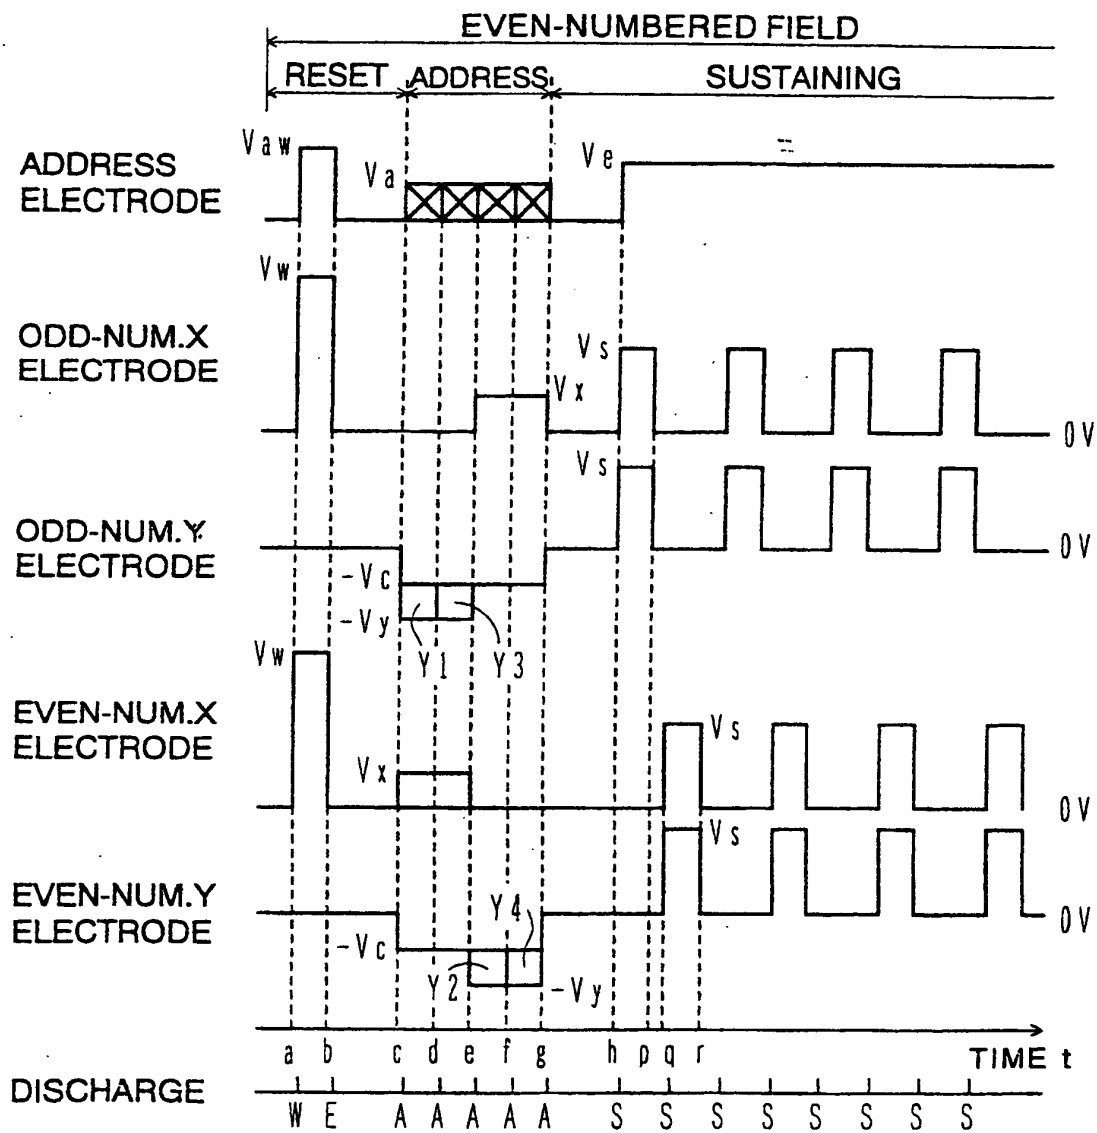 EVEN-NUMBERED FIELD
RESET ADDRESS SUSTAINING
ADDRESS
ELECTRODE
Vaw
Va
Ve
ODD-NUM.X
ELECTRODE
Vw
Vs
Vx
0V
ODD-NUM.Y
ELECTRODE
Vs
0V
-Vc
-Vy
Y1 Y3
EVEN-NUM.X
ELECTRODE
Vw
Vx
Vs
0V
EVEN-NUM.Y
ELECTRODE
Vs
0V
-Vc
Y4
Y2
-Vy
a b c d e f g h p q r
TIME t
DISCHARGE
W E A A A A A S S S S S S S S